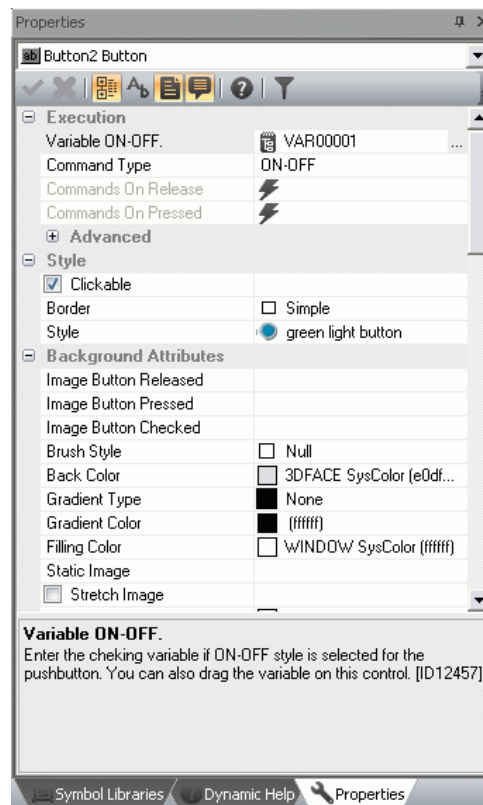 Properties
Button2 Button
Execution
Variable ON-OFF. VAR00001 ...
Command Type ON-OFF
Commands On Release
Commands On Pressed
Advanced
Style
Clickable
Border Simple
Style green light button
Background Attributes
Image Button Released
Image Button Pressed
Image Button Checked
Brush Style Null
Back Color 3DFACE SysColor (e0df...
Gradient Type None
Gradient Color (ffffff)
Filling Color WINDOW SysColor (ffffff)
Static Image
Stretch Image
Variable ON-OFF.
Enter the cheking variable if ON-OFF style is selected for the
pushbutton. You can also drag the variable on this control. [ID12457]
Symbol Libraries Dynamic Help Properties